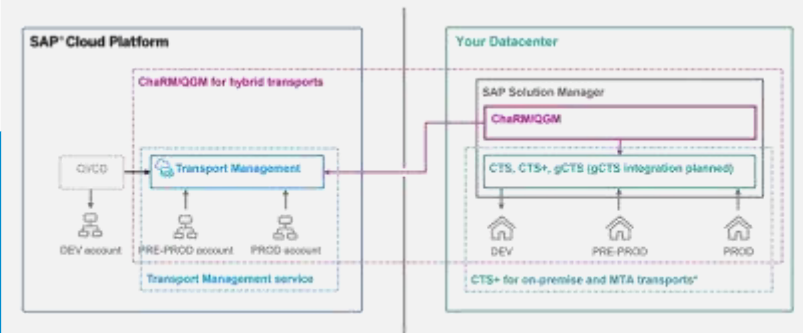 SAP® Cloud Platform
ChaRM/QGM for hybrid transports
CI/CD
Transport Management
DEV account
PRE-PROD account
PROD account
Transport Management service
Your Datacenter
SAP Solution Manager
ChaRM/QGM
CTS, CTS+, gCTS (gCTS integration planned)
DEV
PRE-PROD
PROD
CTS+ for on-premise and MTA transports*